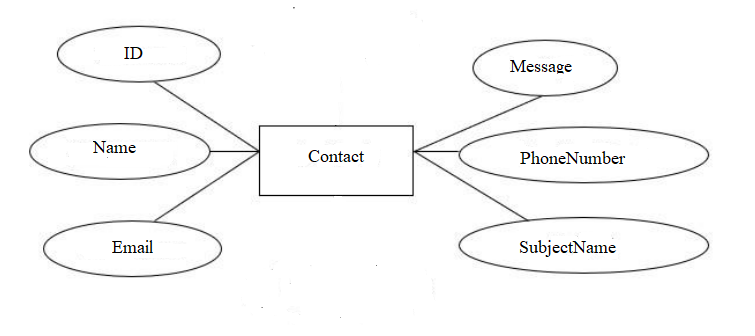 ID
Message
Name
Contact
PhoneNumber
Email
SubjectName